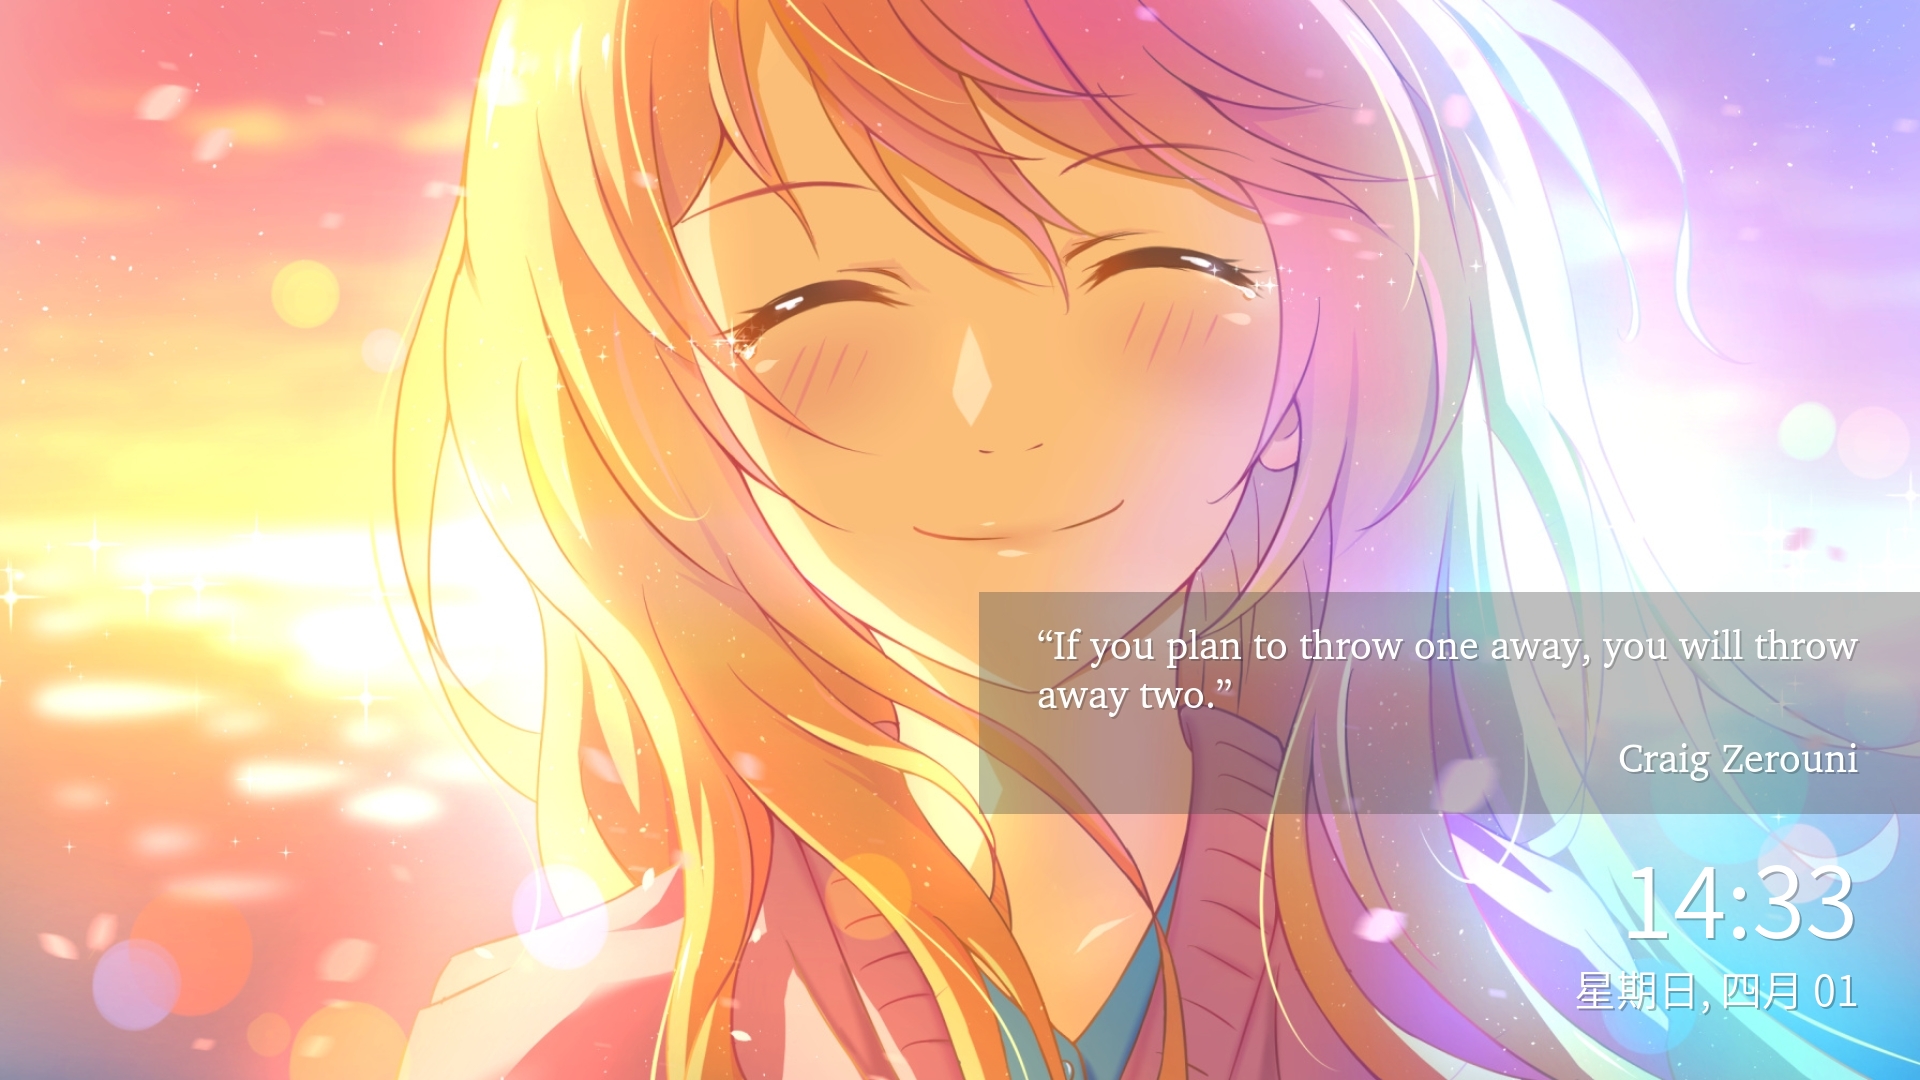 “If you plan to throw one away, you will throw
away two.”
Craig Zerouni
14:33
星期日, 四月 01